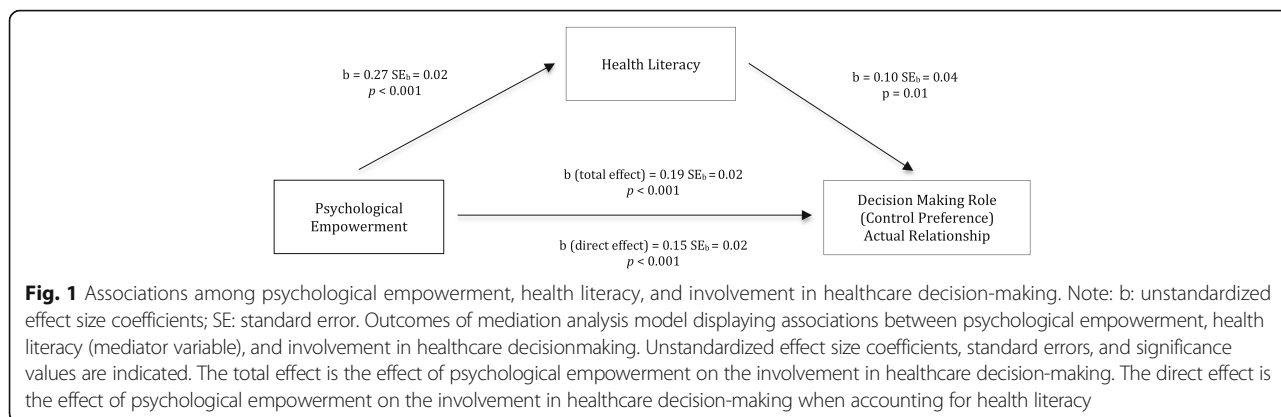 Health Literacy
b = 0.27 SEb = 0.02
p < 0.001
b = 0.10 SEb = 0.04
p = 0.01
b (total effect) = 0.19 SEb = 0.02
p < 0.001
Psychological
Empowerment
Decision Making Role
(Control Preference)
Actual Relationship
b (direct effect) = 0.15 SEb = 0.02
p < 0.001
Fig. 1 Associations among psychological empowerment, health literacy, and involvement in healthcare decision-making. Note: b: unstandardized
effect size coefficients; SE: standard error. Outcomes of mediation analysis model displaying associations between psychological empowerment, health
literacy (mediator variable), and involvement in healthcare decisionmaking. Unstandardized effect size coefficients, standard errors, and significance
values are indicated. The total effect is the effect of psychological empowerment on the involvement in healthcare decision-making. The direct effect is
the effect of psychological empowerment on the involvement in healthcare decision-making when accounting for health literacy